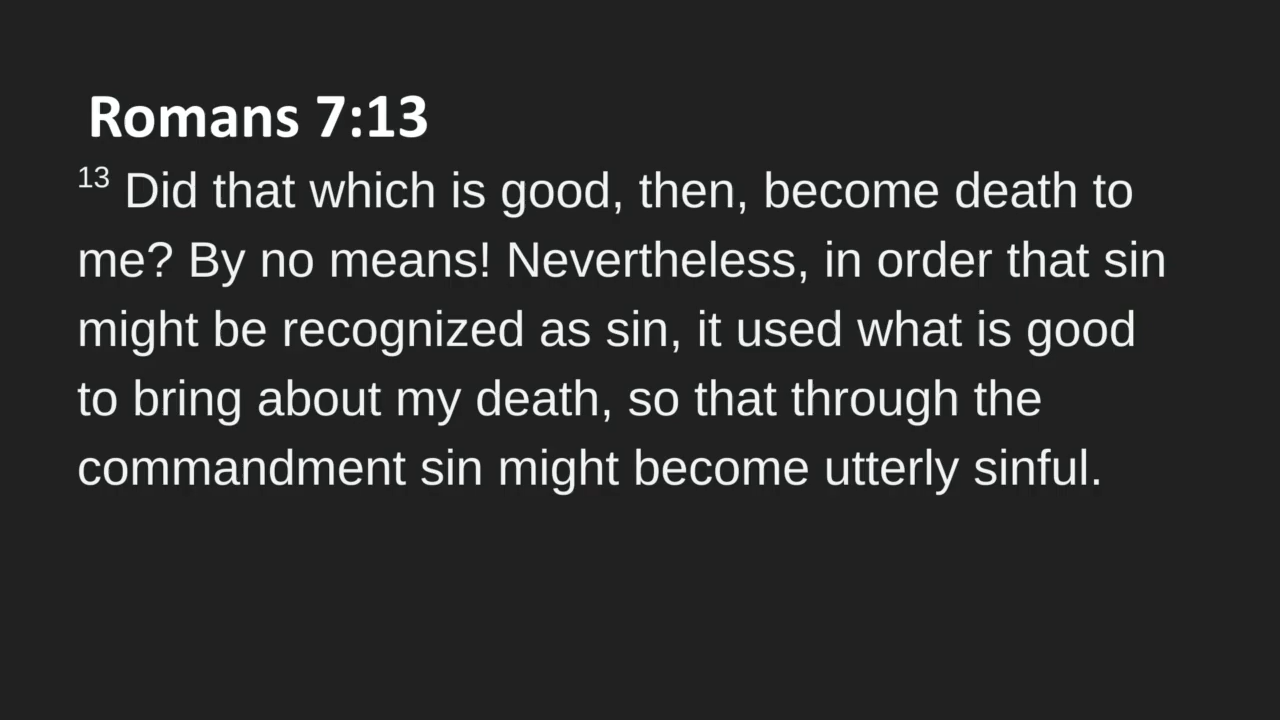 Romans 7:13
13 Did that which is good, then, become death to
me? By no means! Nevertheless, in order that sin
might be recognized as sin, it used what is good
to bring about my death, so that through the
commandment sin might become utterly sinful.